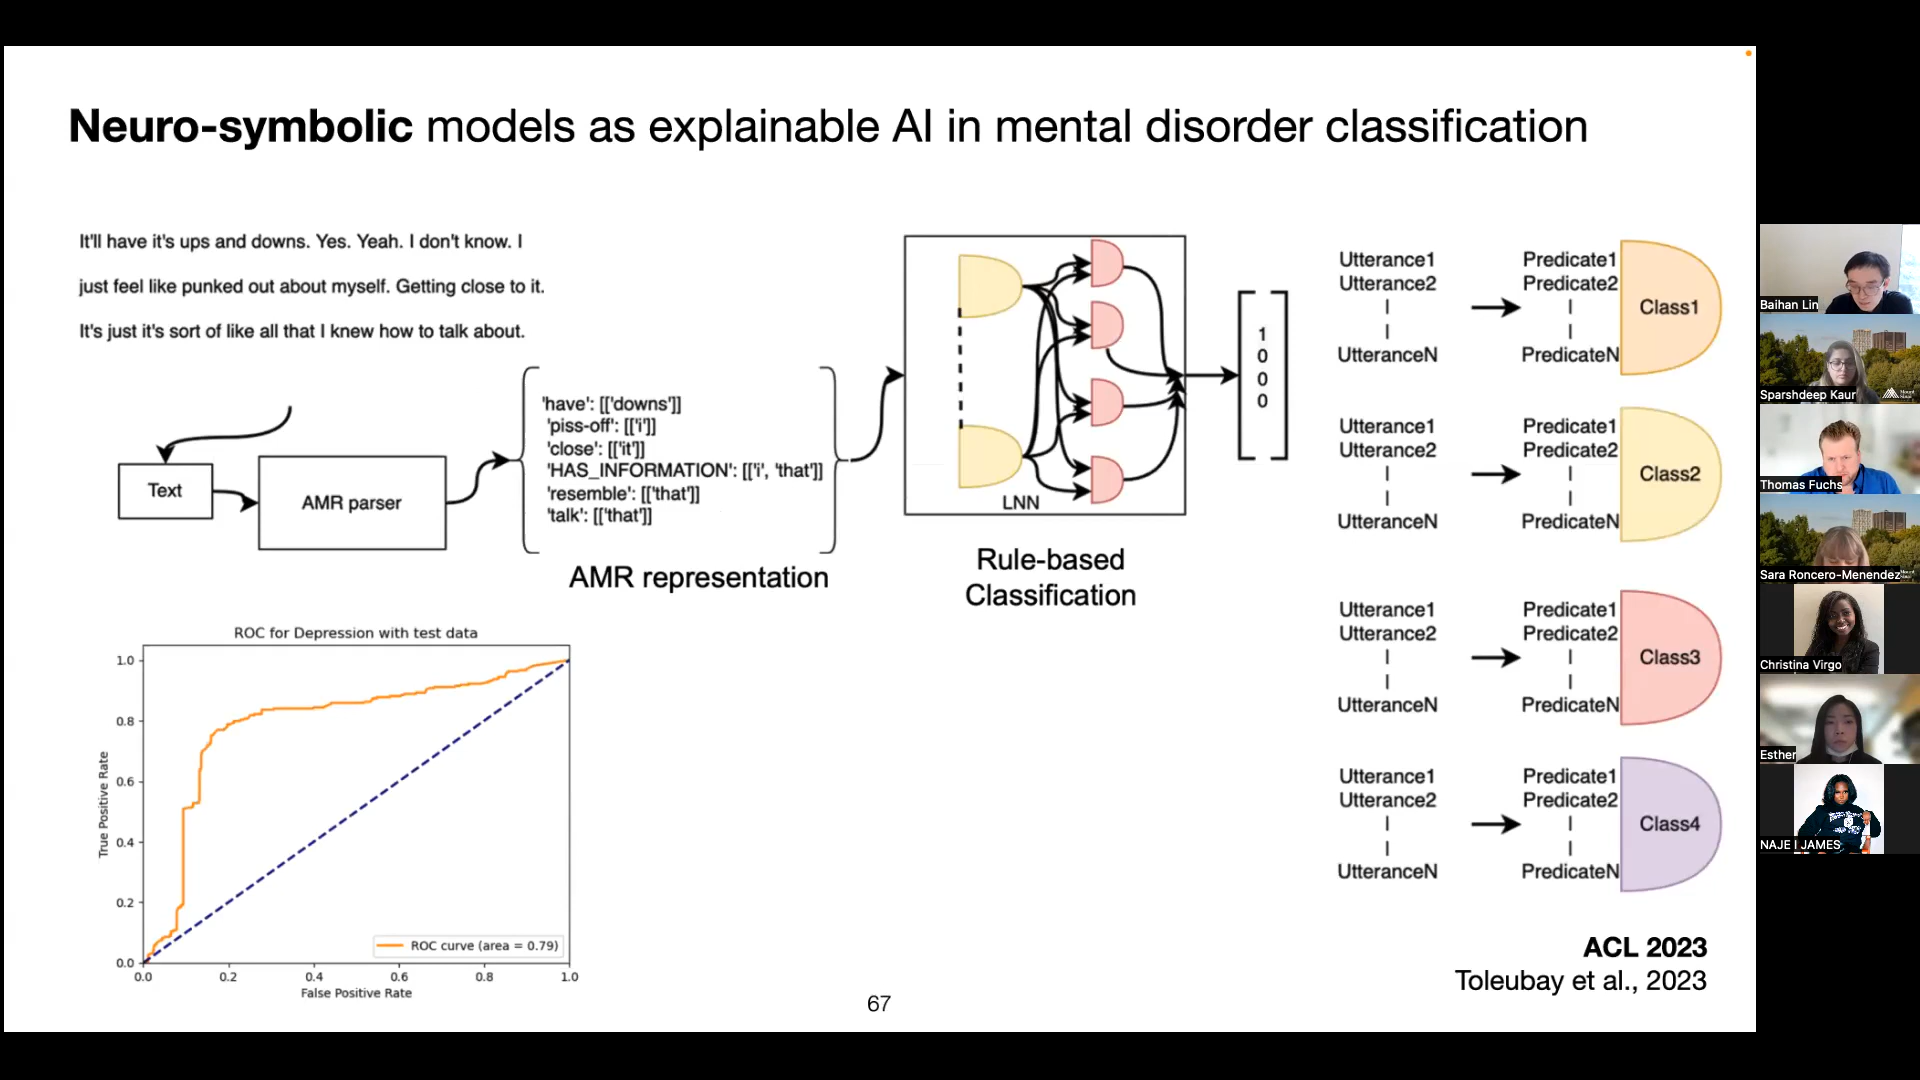 Neuro-symbolic models as explainable AI in mental disorder classification
It'll have it's ups and downs. Yes. Yeah. I don't know. I
just feel like punked out about myself. Getting close to it.
It's just it's sort of like all that I knew how to talk about.
Text
AMR parser
'have': [['downs']]
'piss-off': [['i']]
'close': [['it']]
'HAS_INFORMATION': [['i', 'that']]
'resemble': [['that']]
'talk': [['that']]
AMR representation
LNN
Rule-based
Classification
1
0
0
0
Utterance1
Utterance2
UtteranceN
Predicate1
Predicate2
PredicateN
Class1
Utterance1
Utterance2
UtteranceN
Predicate1
Predicate2
PredicateN
Class2
Utterance1
Utterance2
UtteranceN
Predicate1
Predicate2
PredicateN
Class3
Utterance1
Utterance2
UtteranceN
Predicate1
Predicate2
PredicateN
Class4
ROC for Depression with test data
True Positive Rate
1.0
0.8
0.6
0.4
0.2
0.0
0.0 0.2 0.4 0.6 0.8 1.0
False Positive Rate
ROC curve (area = 0.79)
ACL 2023
Toleubay et al., 2023
67
Baihan Lin
Sparshdeep Kaur
Thomas Fuchs
Sara Roncero-Menendez
Christina Virgo
Esther
NAJE I JAMES